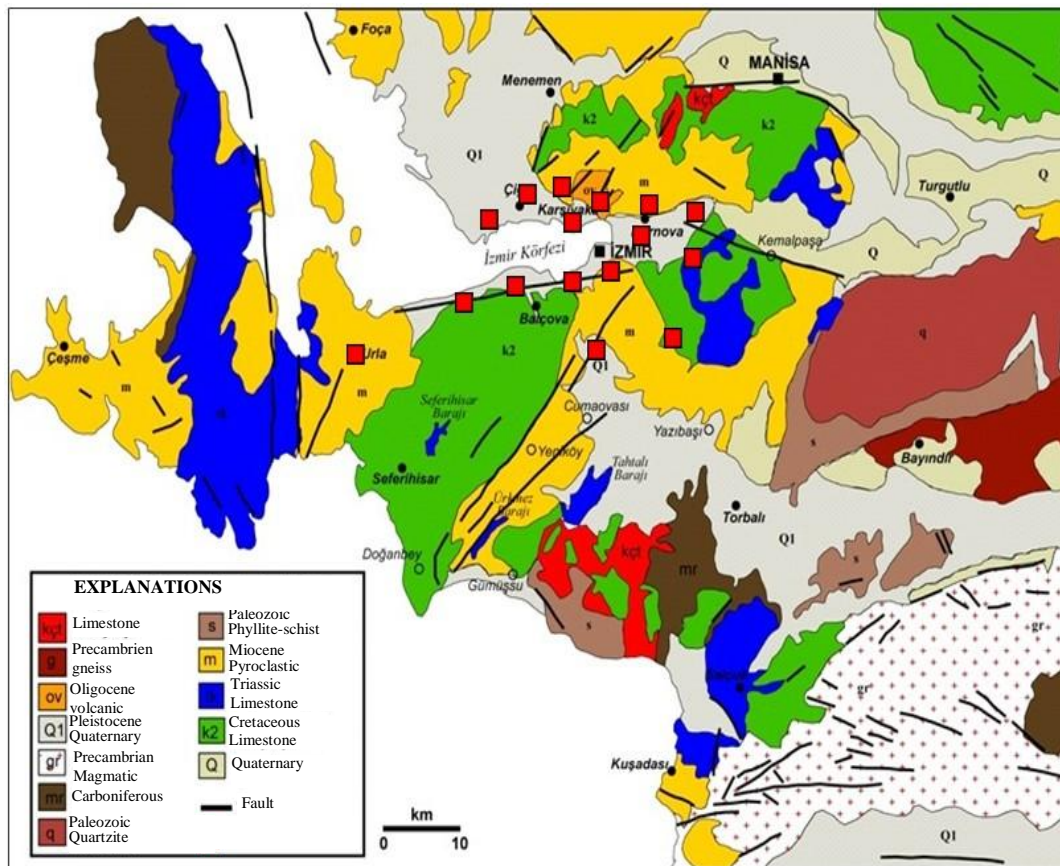 Foça
MANİSA
Q
Menemen
kçt
k2
k2
Q1
Turgutlu
ov
m
Karşıyaka
rnova
Kemalpaşa
Q
İzmir Körfezi
İZMİR
Balçova
m
q
Çeşme
k2
Urla
Q1
m
m
Seferihisar
Barajı
Cumaovası
Yazıbaşı
s
Yeniköy
Bayındır
Seferihisar
Tahtalı
Barajı
Ürkmez
Barajı
Torbalı
Q1
Doğanbey
kçt
mr
s
Gümüşsu
s
gr
gr
Kuşadası
Q1
EXPLANATIONS
kçt Limestone
g Precambrien
gneiss
ov Oligocene
volcanic
Q1 Pleistocene
Quaternary
gr Precambrian
Magmatic
mr Carboniferous
q Paleozoic
Quartzite
s Paleozoic
Phyllite-schist
m Miocene
Pyroclastic
Triassic
Limestone
k2 Cretaceous
Limestone
Q Quaternary
Fault
km
0 10